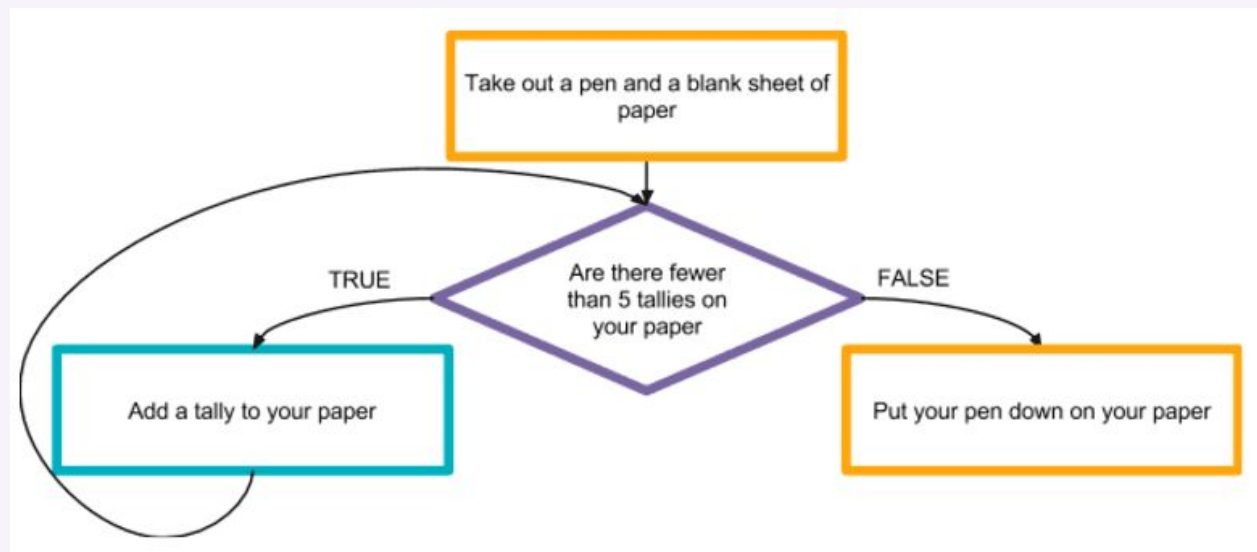 Take out a pen and a blank sheet of
paper
TRUE
Are there fewer
than 5 tallies on
your paper
FALSE
Add a tally to your paper
Put your pen down on your paper